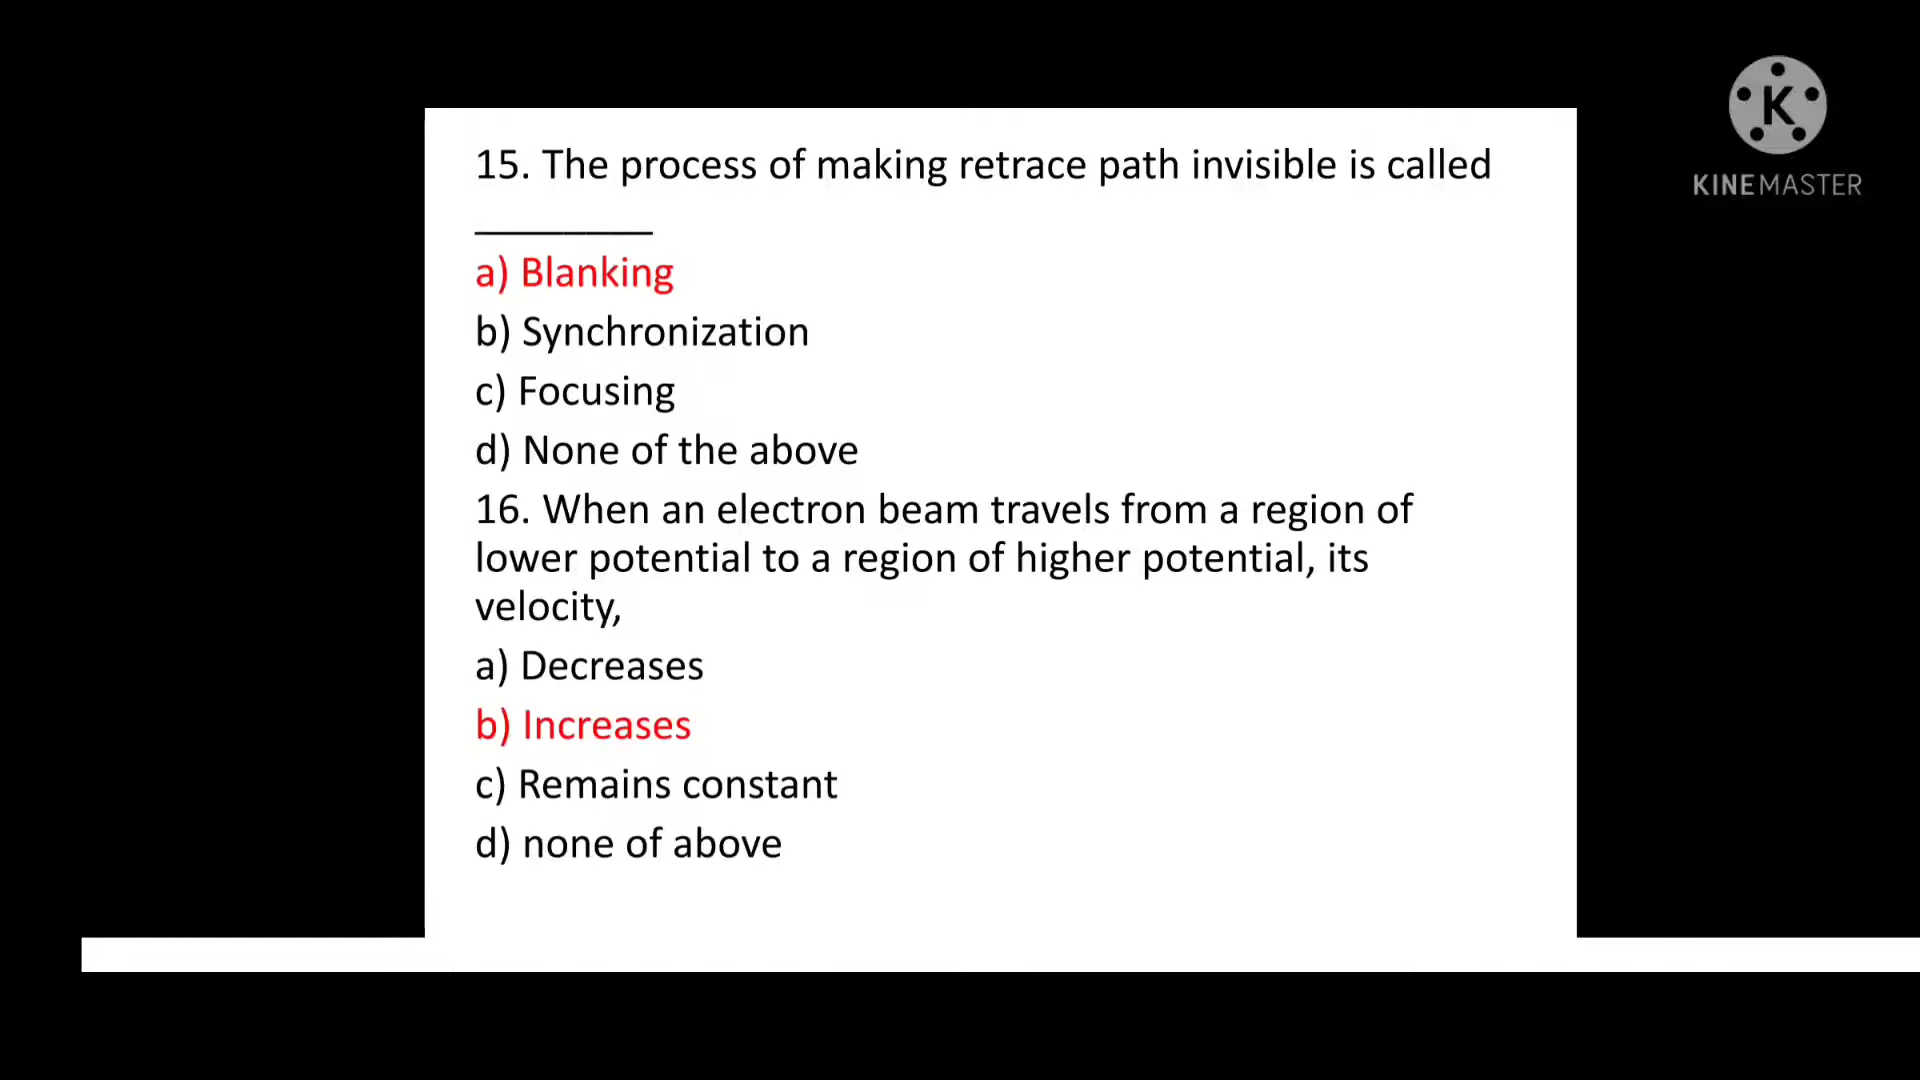 15. The process of making retrace path invisible is called
________
a) Blanking
b) Synchronization
c) Focusing
d) None of the above
16. When an electron beam travels from a region of
lower potential to a region of higher potential, its
velocity,
a) Decreases
b) Increases
c) Remains constant
d) none of above
K
KINEMASTER